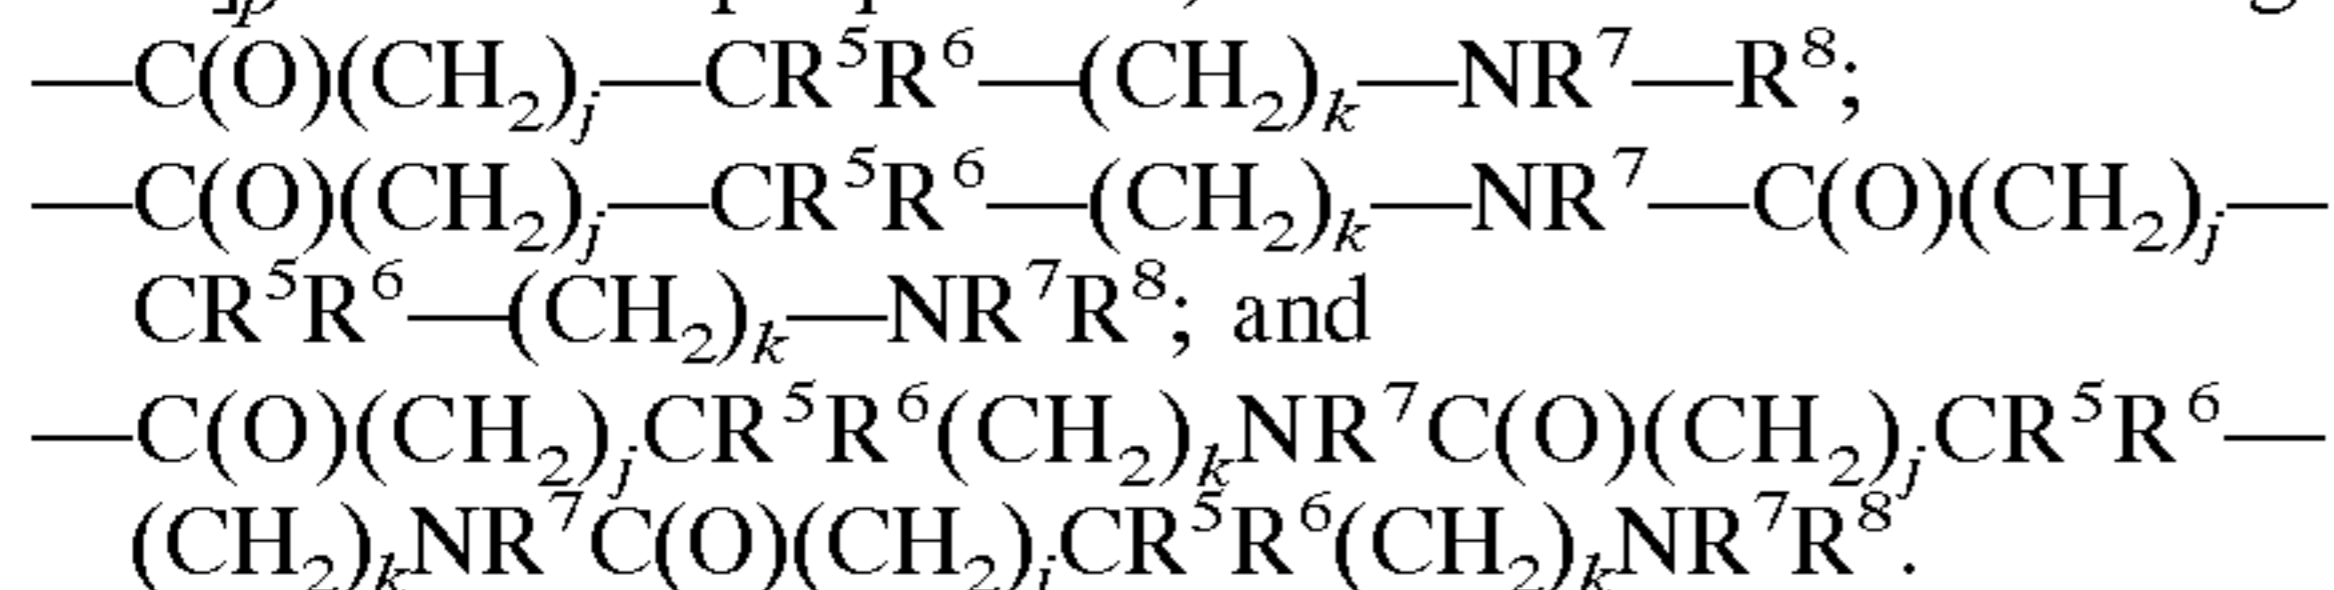 —C(O)(CH₂)ⱼ—CR⁵R⁶—(CH₂)ₖ—NR⁷—R⁸;
—C(O)(CH₂)ⱼ—CR⁵R⁶—(CH₂)ₖ—NR⁷—C(O)(CH₂)ⱼ—
CR⁵R⁶—(CH₂)ₖ—NR⁷R⁸; and
—C(O)(CH₂)ⱼCR⁵R⁶(CH₂)ₖNR⁷C(O)(CH₂)ⱼCR⁵R⁶—
(CH₂)ₖNR⁷C(O)(CH₂)ⱼCR⁵R⁶(CH₂)ₖNR⁷R⁸.